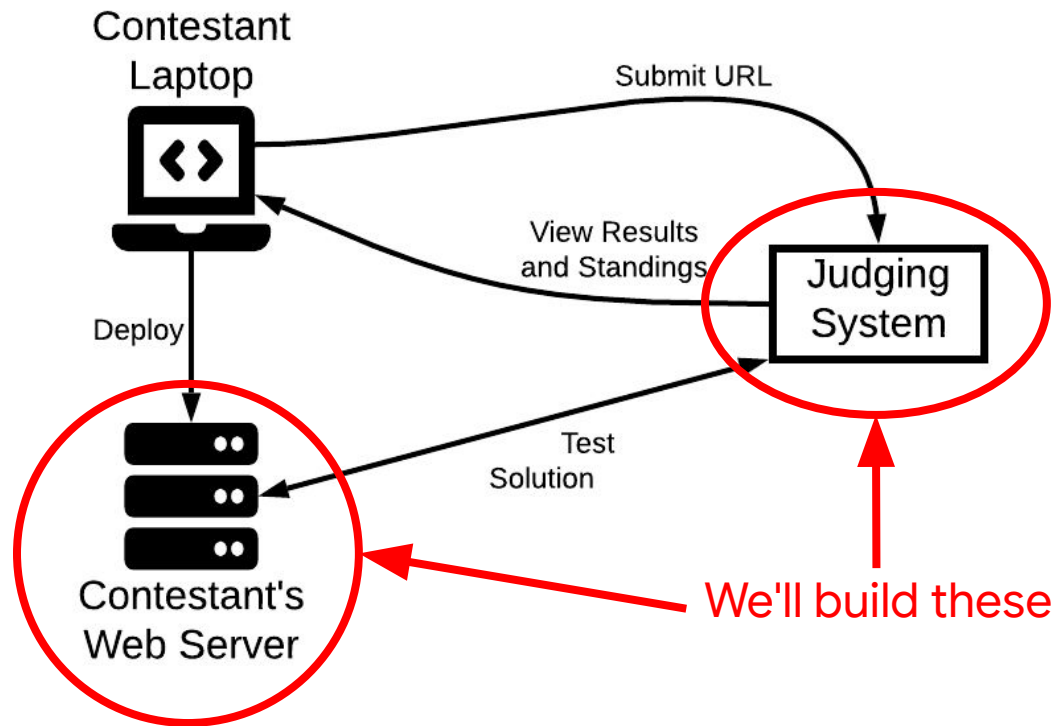 Contestant
Laptop
Submit URL
View Results
and Standings
Judging
System
Deploy
Test
Solution
Contestant's
Web Server
We'll build these